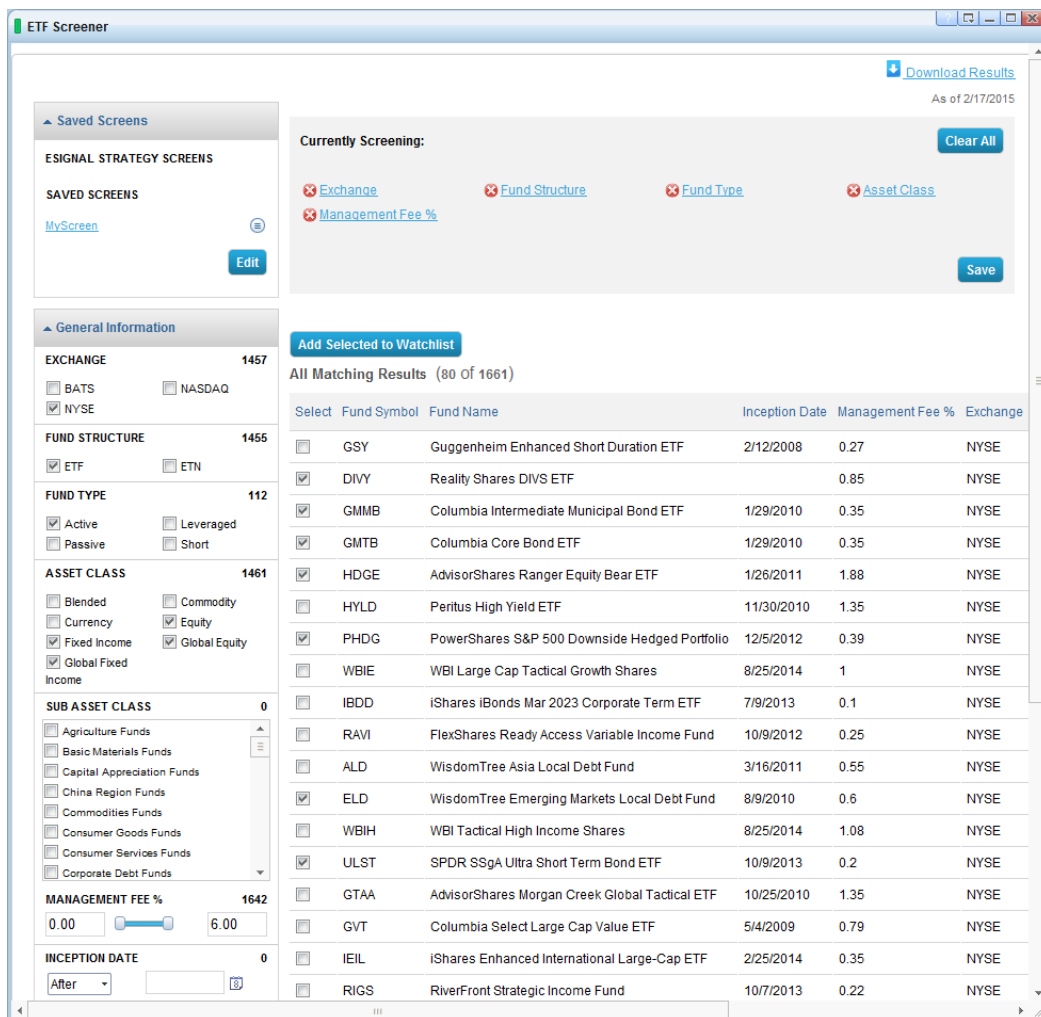 ETF Screener
Download Results
As of 2/17/2015
Saved Screens
ESIGNAL STRATEGY SCREENS
SAVED SCREENS
MyScreen
Edit
Currently Screening:
Clear All
Exchange Fund Structure Fund Type Asset Class
Management Fee %
Save
General Information
EXCHANGE 1457
BATS NASDAQ
NYSE
FUND STRUCTURE 1455
ETF ETN
FUND TYPE 112
Active Leveraged
Passive Short
ASSET CLASS 1461
Blended Commodity
Currency Equity
Fixed Income Global Equity
Global Fixed
Income
SUB ASSET CLASS 0
Agriculture Funds
Basic Materials Funds
Capital Appreciation Funds
China Region Funds
Commodities Funds
Consumer Goods Funds
Consumer Services Funds
Corporate Debt Funds
MANAGEMENT FEE % 1642
0.00 6.00
INCEPTION DATE 0
After 8
Add Selected to Watchlist
All Matching Results (80 Of 1661)
Select Fund Symbol Fund Name Inception Date Management Fee % Exchange
GSY Guggenheim Enhanced Short Duration ETF 2/12/2008 0.27 NYSE
DIVY Reality Shares DIVS ETF 0.85 NYSE
GMMB Columbia Intermediate Municipal Bond ETF 1/29/2010 0.35 NYSE
GMTB Columbia Core Bond ETF 1/29/2010 0.35 NYSE
HDGE AdvisorShares Ranger Equity Bear ETF 1/26/2011 1.88 NYSE
HYLD Peritus High Yield ETF 11/30/2010 1.35 NYSE
PHDG PowerShares S&P 500 Downside Hedged Portfolio 12/5/2012 0.39 NYSE
WBIE WBI Large Cap Tactical Growth Shares 8/25/2014 1 NYSE
IBDD iShares iBonds Mar 2023 Corporate Term ETF 7/9/2013 0.1 NYSE
RAVI FlexShares Ready Access Variable Income Fund 10/9/2012 0.25 NYSE
ALD WisdomTree Asia Local Debt Fund 3/16/2011 0.55 NYSE
ELD WisdomTree Emerging Markets Local Debt Fund 8/9/2010 0.6 NYSE
WBIH WBI Tactical High Income Shares 8/25/2014 1.08 NYSE
ULST SPDR SSgA Ultra Short Term Bond ETF 10/9/2013 0.2 NYSE
GTAA AdvisorShares Morgan Creek Global Tactical ETF 10/25/2010 1.35 NYSE
GVT Columbia Select Large Cap Value ETF 5/4/2009 0.79 NYSE
IEIL iShares Enhanced International Large-Cap ETF 2/25/2014 0.35 NYSE
RIGS RiverFront Strategic Income Fund 10/7/2013 0.22 NYSE